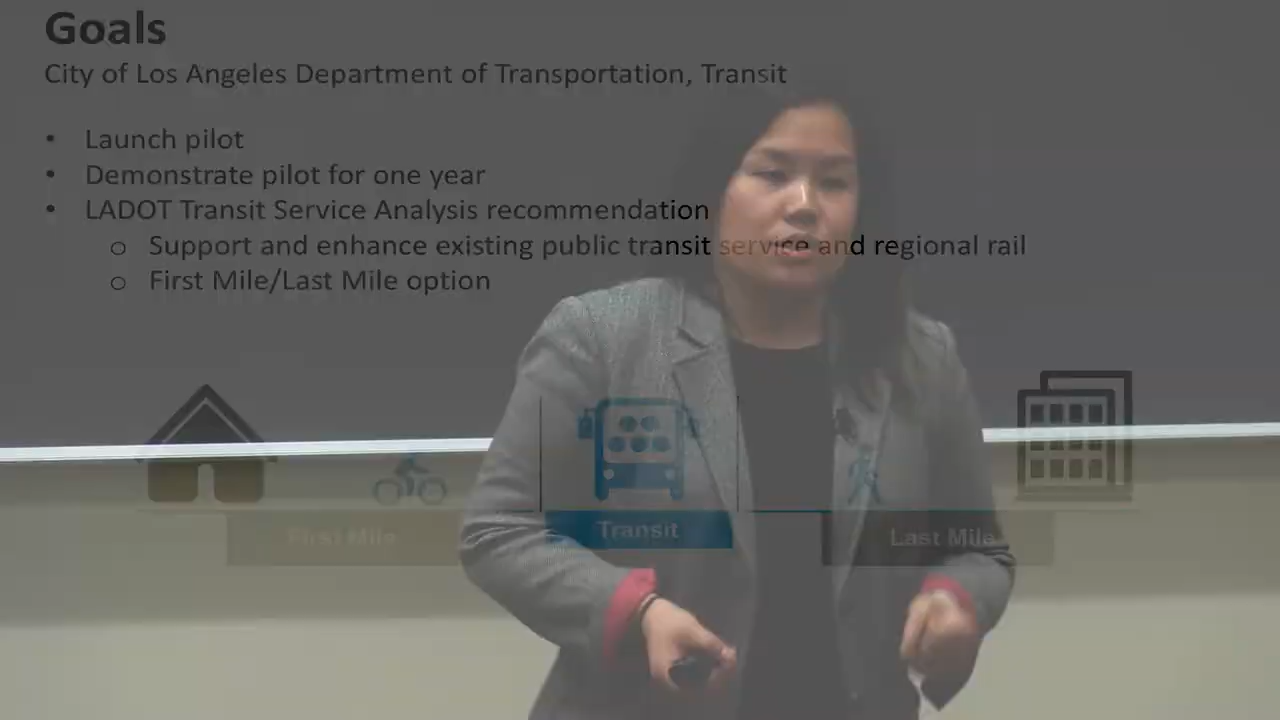 Goals
City of Los Angeles Department of Transportation, Transit
• Launch pilot
• Demonstrate pilot for one year
• LADOT Transit Service Analysis recommendation
o Support and enhance existing public transit service and regional rail
o First Mile/Last Mile option
First Mile
Transit
Last Mile